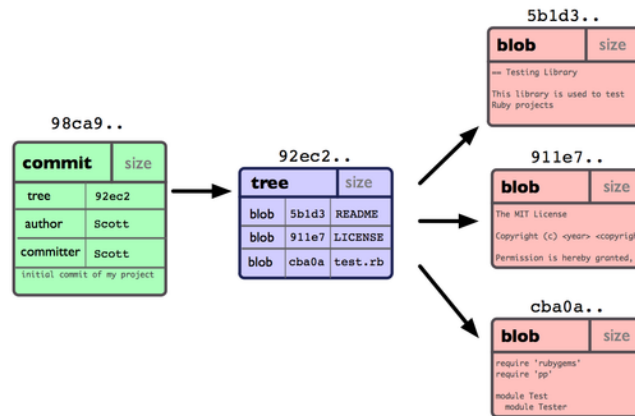 98ca9..
commit size
tree 92ec2
author Scott
committer Scott
initial commit of my project
92ec2..
tree size
blob 5b1d3 README
blob 911e7 LICENSE
blob cba0a test.rb
5b1d3..
blob size
== Testing Library
This library is used to test
Ruby projects
911e7..
blob size
The MIT License
Copyright (c) <year> <copyrigh
Permission is hereby granted,
cba0a..
blob size
require 'rubygems'
require 'pp'
module Test
module Tester